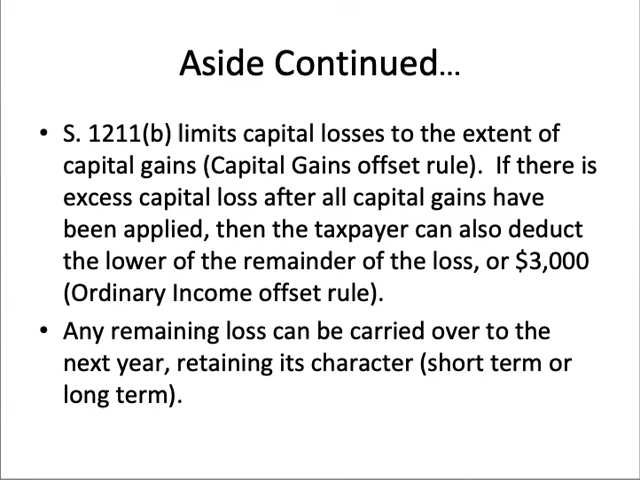 Aside Continued...
• S. 1211(b) limits capital losses to the extent of
capital gains (Capital Gains offset rule).  If there is
excess capital loss after all capital gains have
been applied, then the taxpayer can also deduct
the lower of the remainder of the loss, or $3,000
(Ordinary Income offset rule).
• Any remaining loss can be carried over to the
next year, retaining its character (short term or
long term).